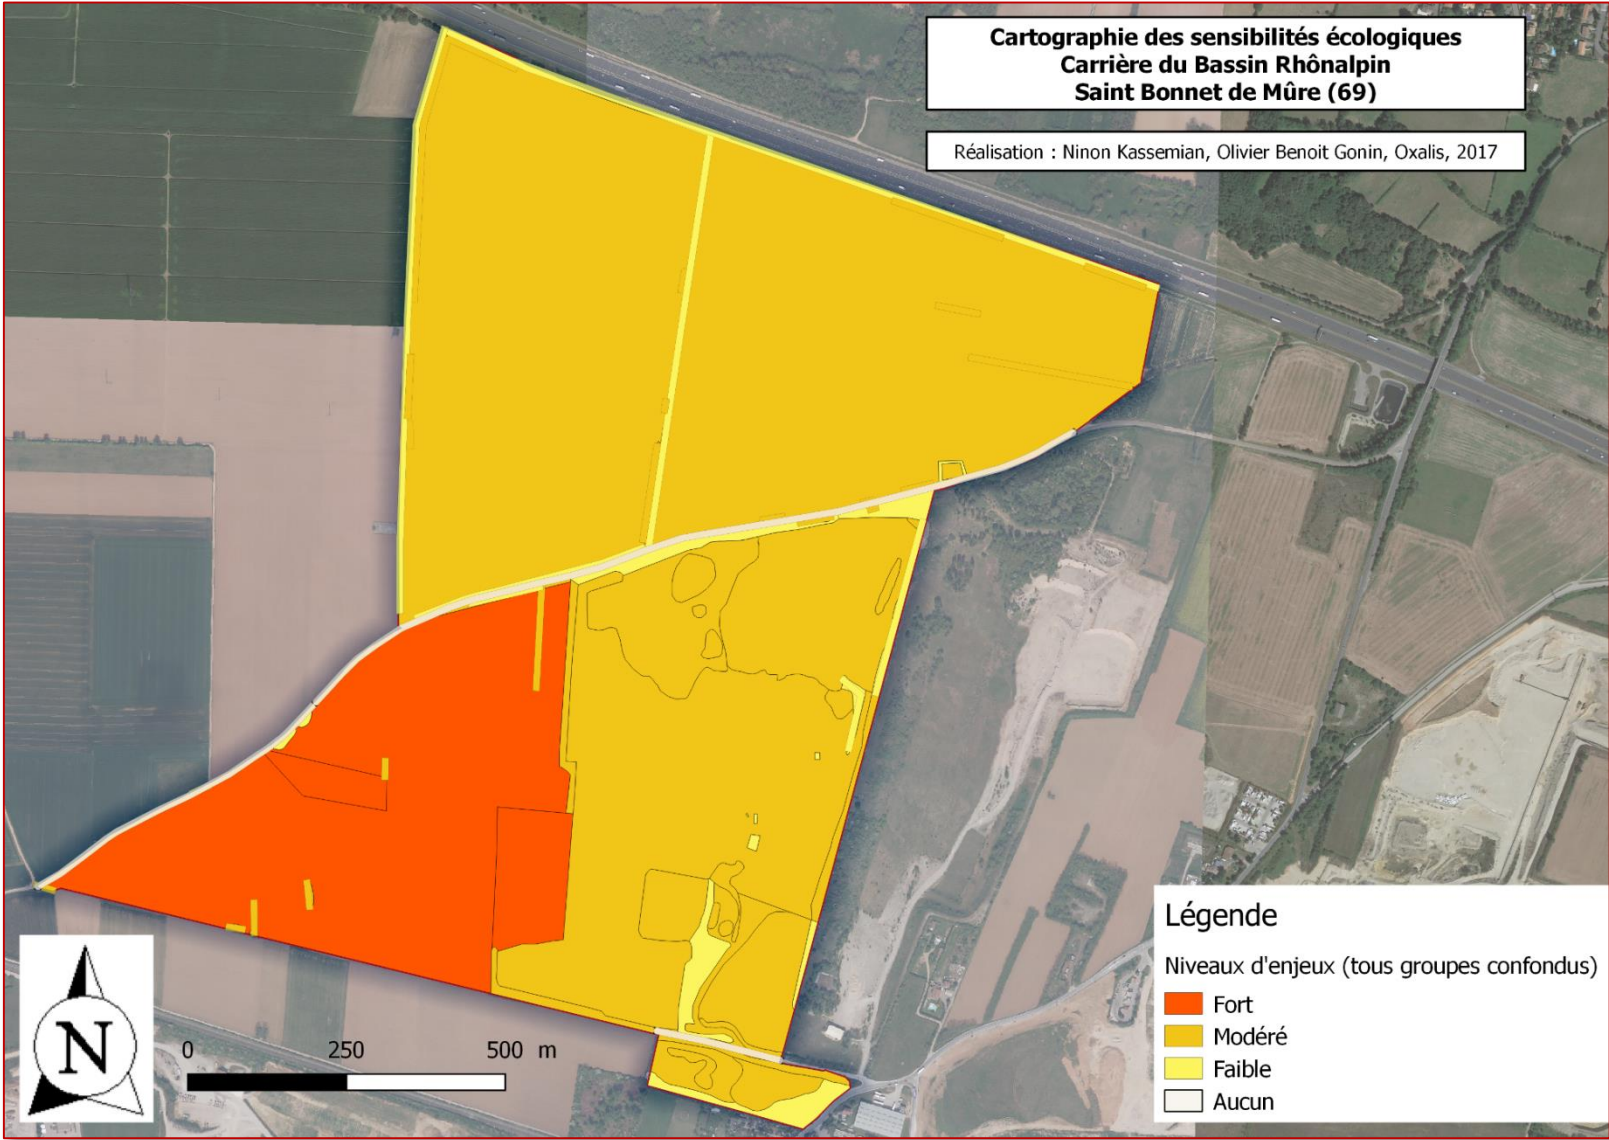 Cartographie des sensibilités écologiques
Carrière du Bassin Rhônalpin
Saint Bonnet de Mûre (69)
Réalisation : Ninon Kassemian, Olivier Benoit Gonin, Oxalis, 2017
Légende
Niveaux d'enjeux (tous groupes confondus)
Fort
Modéré
Faible
Aucun
N
0 250 500 m